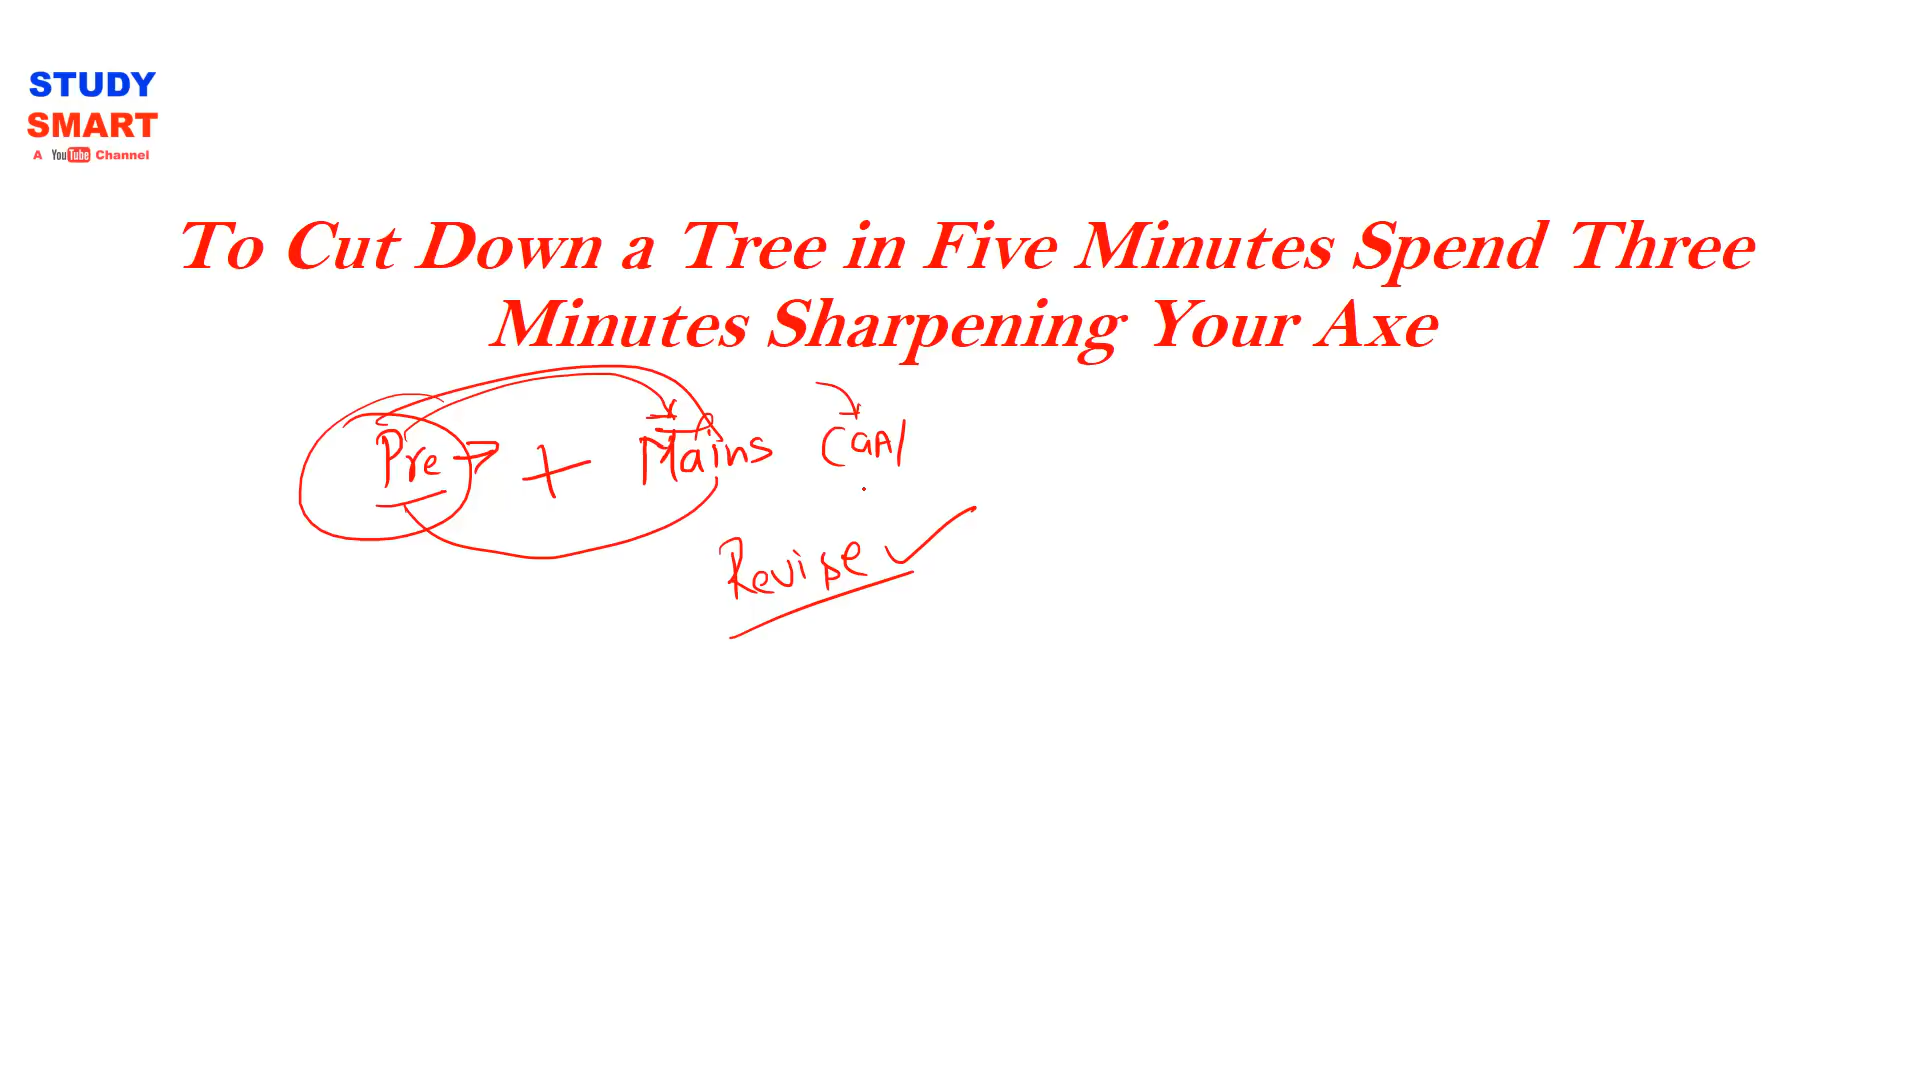 STUDY
SMART
A YouTube Channel
To Cut Down a Tree in Five Minutes Spend Three
Minutes Sharpening Your Axe
Pre + Mains
Revise